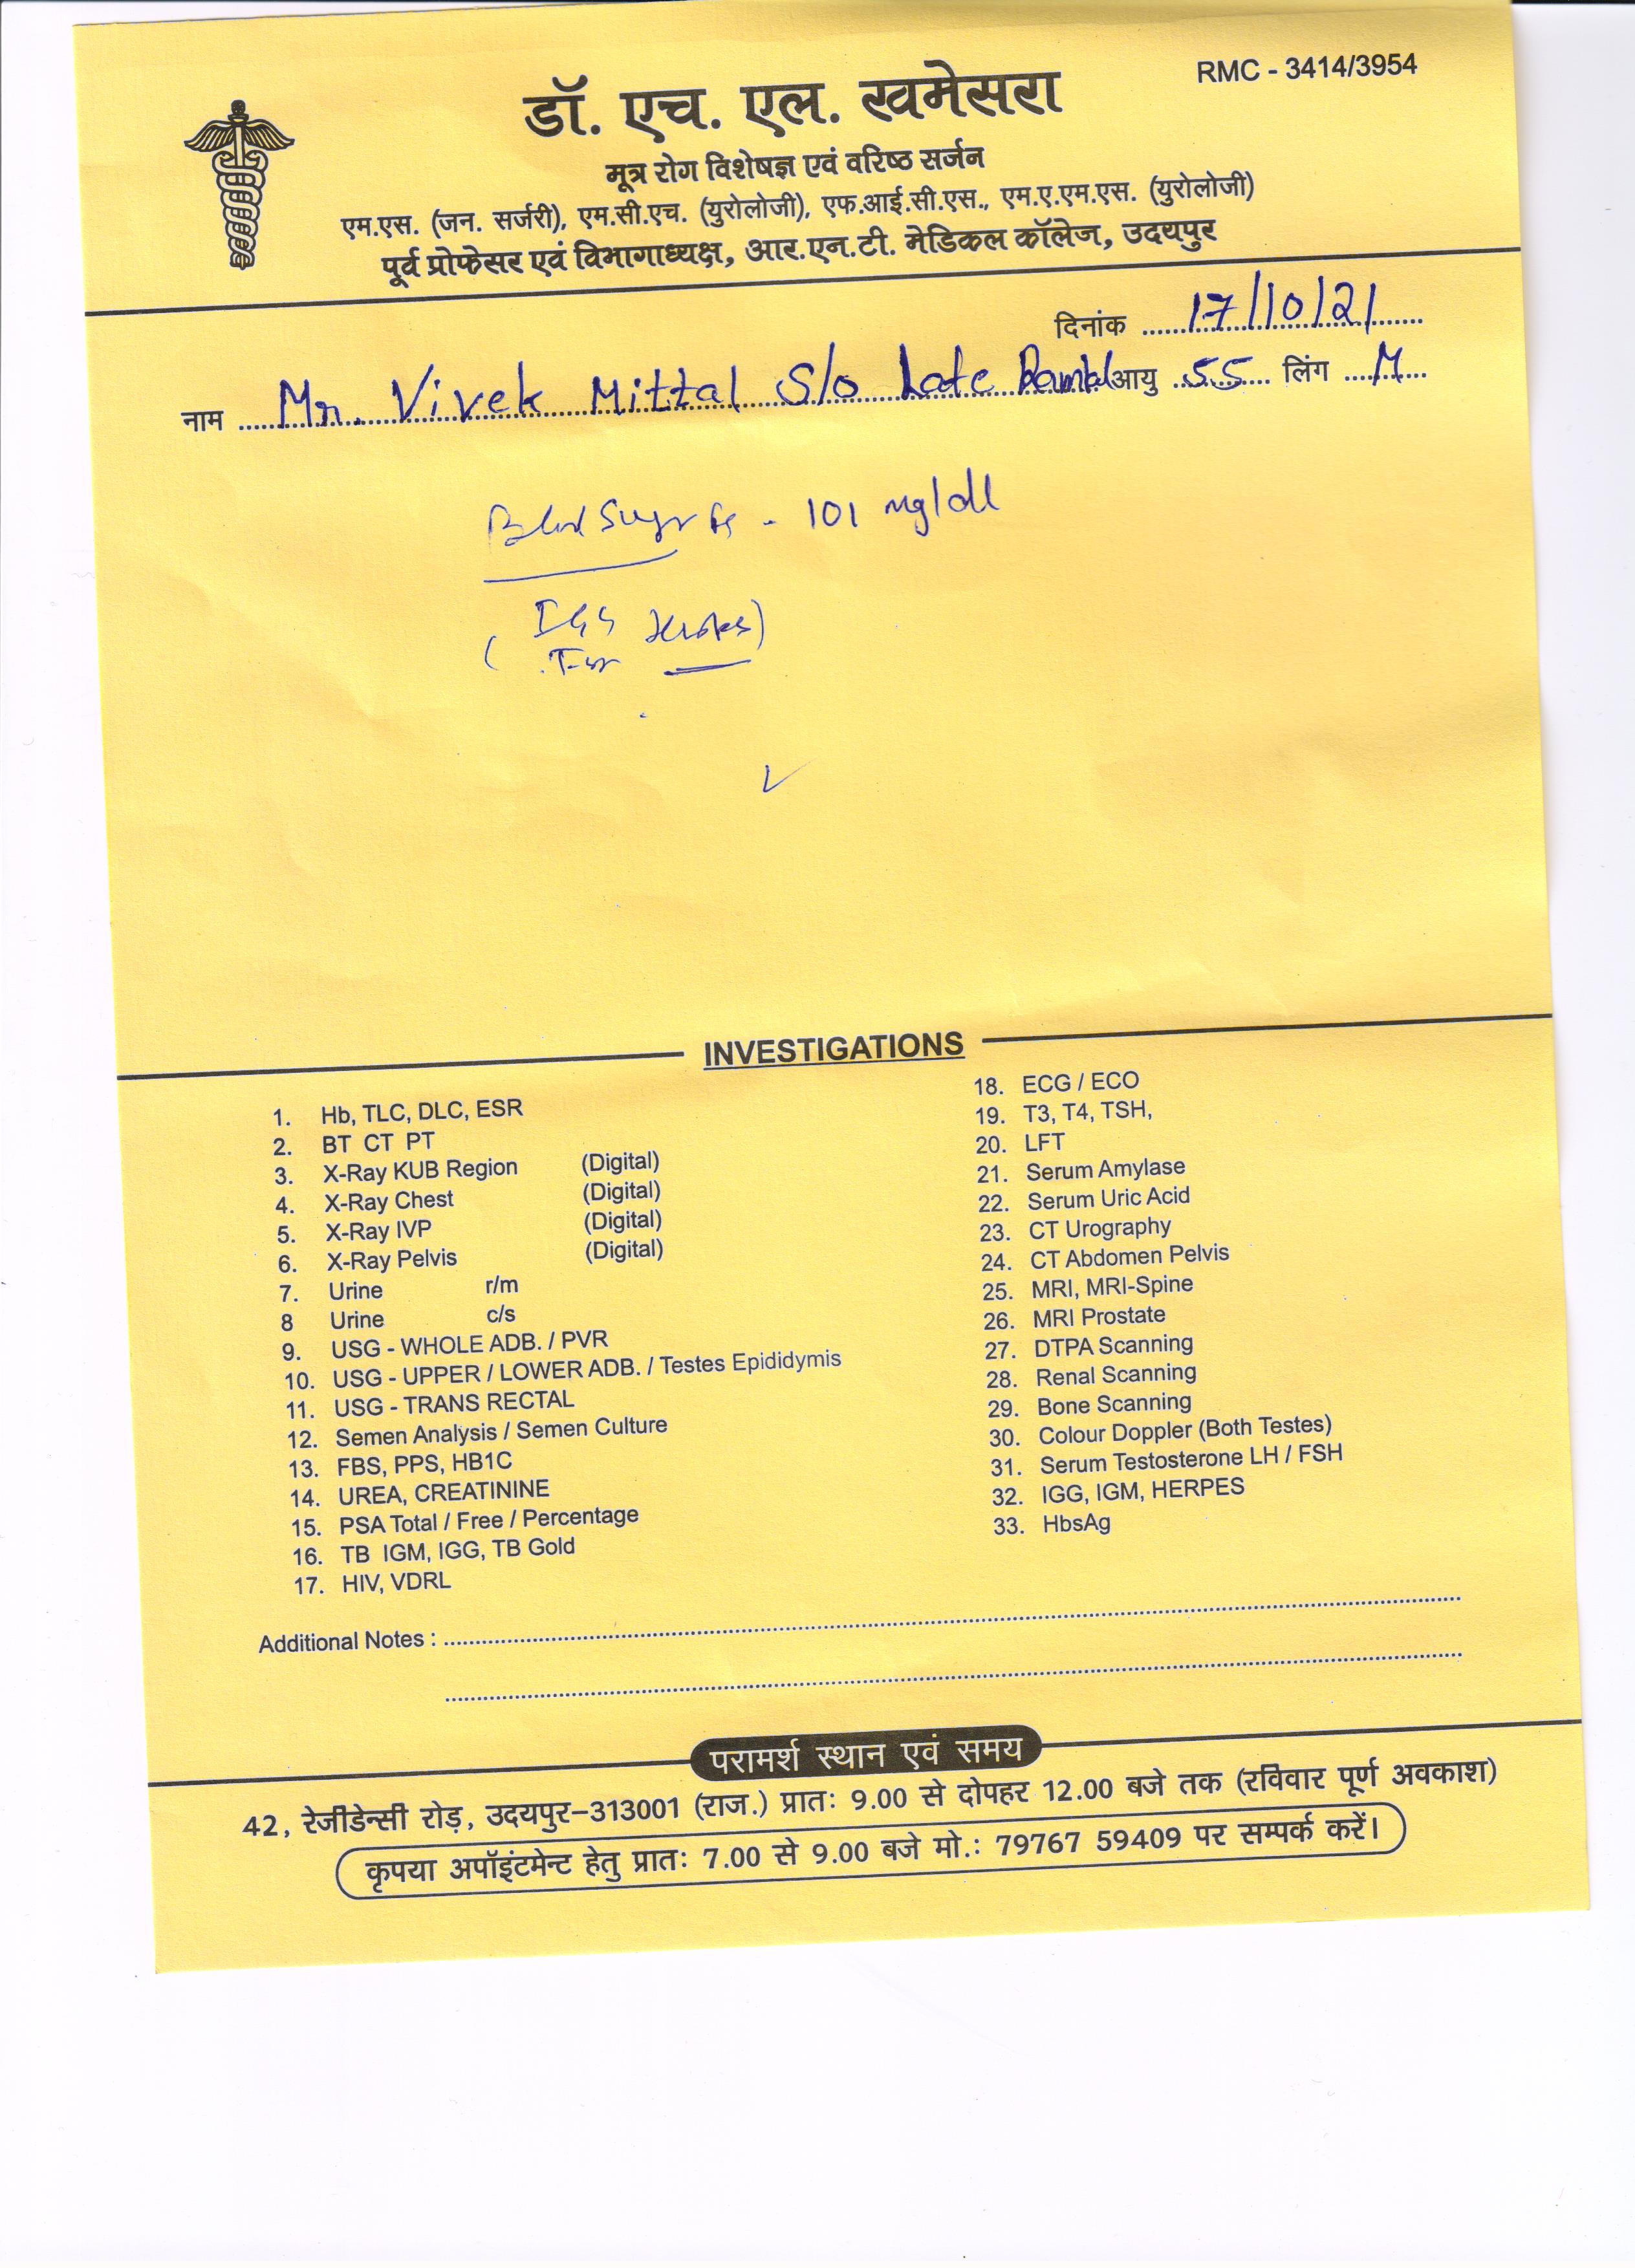 RMC - 3414/3954
डॉ. एच. एल. खमेसरा
मूत्र रोग विशेषज्ञ एवं वरिष्ठ सर्जन
एम.एस. (जन. सर्जरी), एम.सी.एच. (युरोलोजी), एफ.आई.सी.एस., एम.ए.एम.एस. (युरोलोजी)
पूर्व प्रोफेसर एवं विभागाध्यक्ष, आर.एन.टी. मेडिकल कॉलेज, उदयपुर
दिनांक 17/10/21
नाम Mr. Vivek Mittal S/o Late आयु 55 लिंग M
Blood Sugar - 101 mg/dl
INVESTIGATIONS
1. Hb, TLC, DLC, ESR
2. BT CT PT
3. X-Ray KUB Region (Digital)
4. X-Ray Chest (Digital)
5. X-Ray IVP (Digital)
6. X-Ray Pelvis (Digital)
7. Urine r/m
8 Urine c/s
9. USG - WHOLE ADB. / PVR
10. USG - UPPER / LOWER ADB. / Testes Epididymis
11. USG - TRANS RECTAL
12. Semen Analysis / Semen Culture
13. FBS, PPS, HB1C
14. UREA, CREATININE
15. PSA Total / Free / Percentage
16. TB IGM, IGG, TB Gold
17. HIV, VDRL
18. ECG / ECO
19. T3, T4, TSH,
20. LFT
21. Serum Amylase
22. Serum Uric Acid
23. CT Urography
24. CT Abdomen Pelvis
25. MRI, MRI-Spine
26. MRI Prostate
27. DTPA Scanning
28. Renal Scanning
29. Bone Scanning
30. Colour Doppler (Both Testes)
31. Serum Testosterone LH / FSH
32. IGG, IGM, HERPES
33. HbsAg
Additional Notes :
परामर्श स्थान एवं समय
42, रेजीडेन्सी रोड़, उदयपुर–313001 (राज.) प्रातः 9.00 से दोपहर 12.00 बजे तक (रविवार पूर्ण अवकाश)
कृपया अपॉइंटमेन्ट हेतु प्रातः 7.00 से 9.00 बजे मो.: 79767 59409 पर सम्पर्क करें।